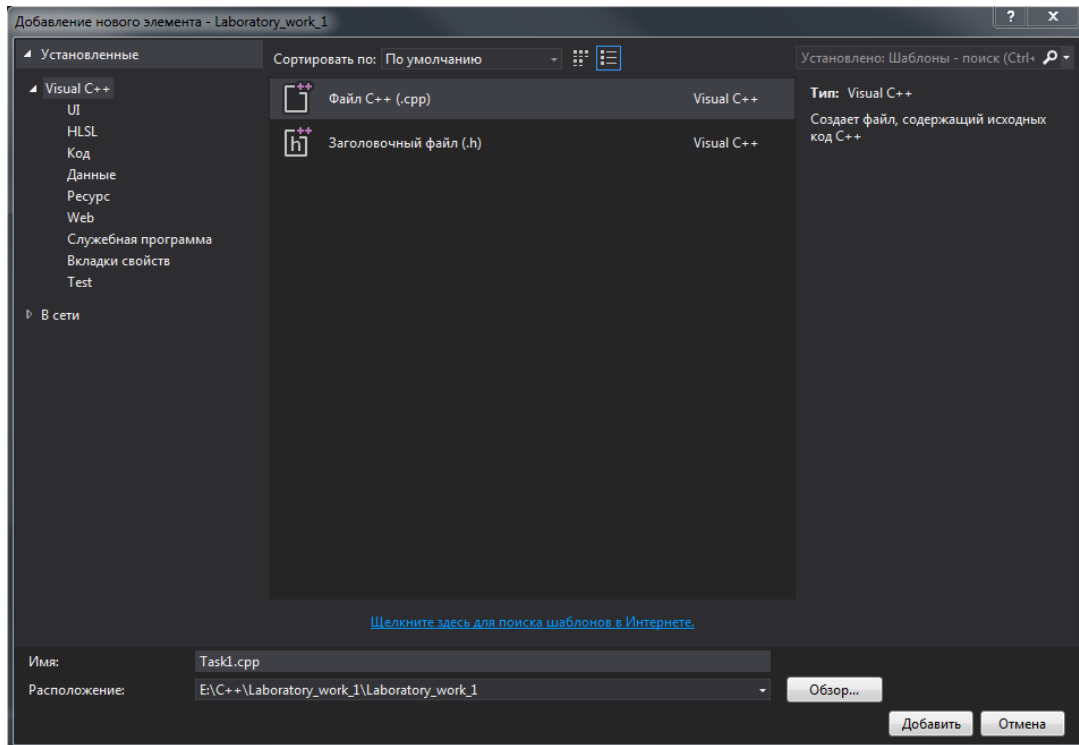 Добавление нового элемента - Laboratory_work_1
? x
Установленные
Сортировать по: По умолчанию
Установлено: Шаблоны - поиск (Ctrl+
Visual C++
UI
HLSL
Код
Данные
Ресурс
Web
Служебная программа
Вкладки свойств
Test
В сети
Файл C++ (.cpp) Visual C++
Заголовочный файл (.h) Visual C++
Тип: Visual C++
Создает файл, содержащий исходных
код C++
Щелкните здесь для поиска шаблонов в Интернете.
Имя: Task1.cpp
Расположение: E:\C++\Laboratory_work_1\Laboratory_work_1 Обзор...
Добавить Отмена